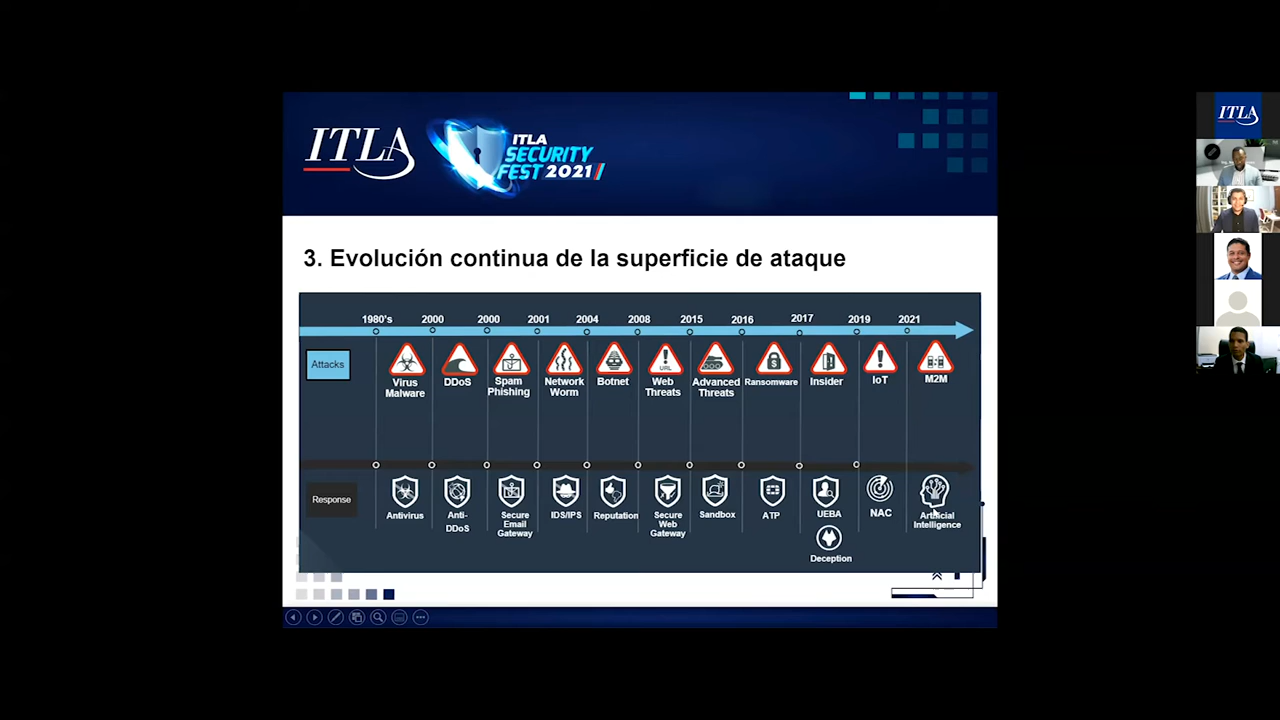 ITLA
ITLA
SECURITY
FEST 2021
ITLA
3. Evolución continua de la superficie de ataque
1980's 2000 2000 2001 2004 2008 2015 2016 2017 2019 2021
Attacks
Virus
Malware
DDoS
Spam
Phishing
Network
Worm
Botnet
URL
Web
Threats
Advanced
Threats
Ransomware
Insider
IoT
M2M
Response
Antivirus
Anti-
DDoS
Secure
Email
Gateway
IDS/IPS
Reputation
Secure
Web
Gateway
Sandbox
ATP
UEBA
Deception
NAC
Artificial
Intelligence